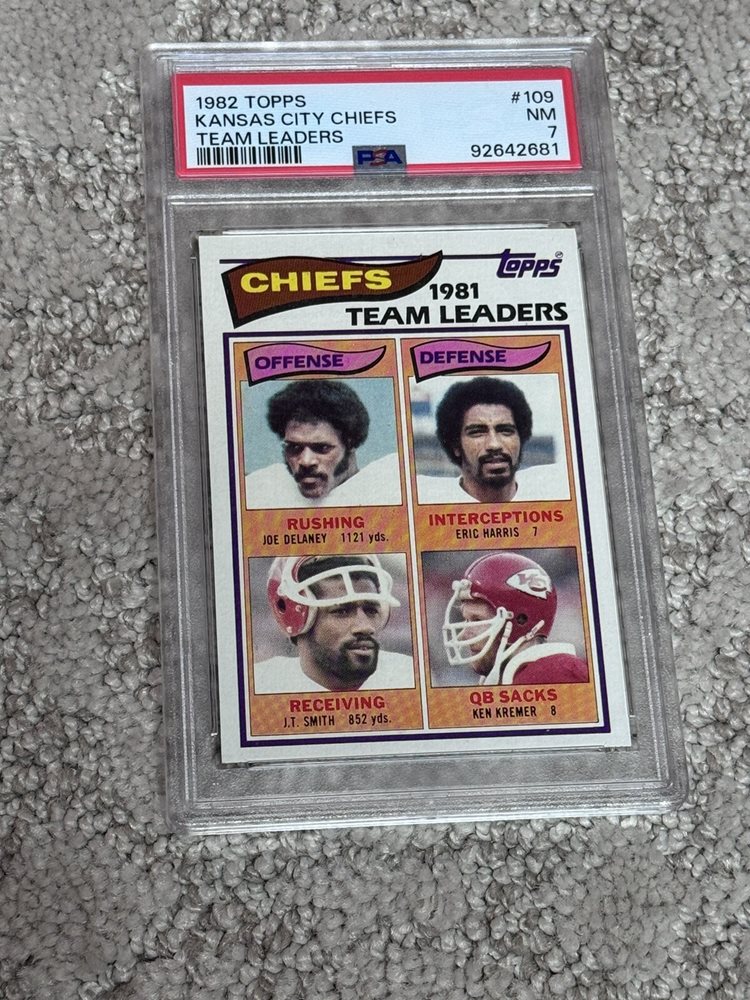 1982 TOPPS #109
KANSAS CITY CHIEFS NM
TEAM LEADERS 7
PSA 92642681
CHIEFS topps
1981
TEAM LEADERS
OFFENSE DEFENSE
RUSHING INTERCEPTIONS
JOE DELANEY 1121 yds. ERIC HARRIS 7
KC
RECEIVING QB SACKS
J.T. SMITH 852 yds. KEN KREMER 8